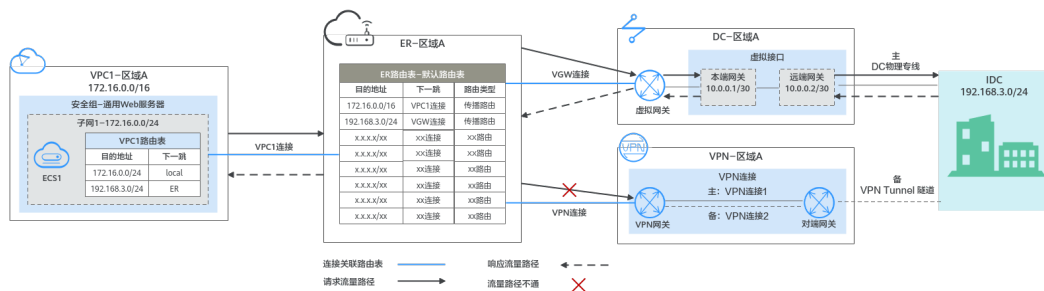 VPC1-区域A
172.16.0.0/16
安全组-通用Web服务器
子网1-172.16.0.0/24
ECS1
VPC1路由表
目的地址 下一跳
172.16.0.0/24 local
192.168.3.0/24 ER
VPC1连接
ER-区域A
ER路由表-默认路由表
目的地址 下一跳 路由类型
172.16.0.0/16 VPC1连接 传播路由
192.168.3.0/24 VGW连接 传播路由
x.x.x.x/xx xx连接 xx路由
x.x.x.x/xx xx连接 xx路由
x.x.x.x/xx xx连接 xx路由
x.x.x.x/xx xx连接 xx路由
x.x.x.x/xx xx连接 xx路由
x.x.x.x/xx xx连接 xx路由
VGW连接
VPN连接
DC-区域A
虚拟接口
虚拟网关
本端网关
10.0.0.1/30
远端网关
10.0.0.2/30
主
DC物理专线
IDC
192.168.3.0/24
VPN
VPN-区域A
VPN连接
主：VPN连接1
备：VPN连接2
VPN网关
对端网关
备
VPN Tunnel 隧道
连接关联路由表
响应流量路径
请求流量路径
流量路径不通